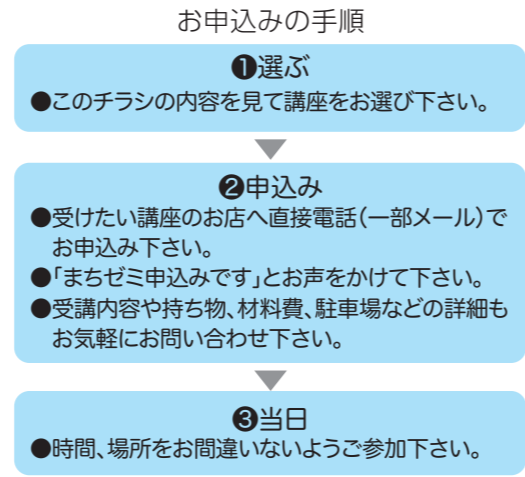 お申込みの手順
❶選ぶ
●このチラシの内容を見て講座をお選び下さい。
❷申込み
●受けたい講座のお店へ直接電話(一部メール)で
お申込み下さい。
●「まちゼミ申込みです」とお声をかけて下さい。
●受講内容や持ち物、材料費、駐車場などの詳細も
お気軽にお問い合わせ下さい。
❸当日
●時間、場所をお間違いないようご参加下さい。